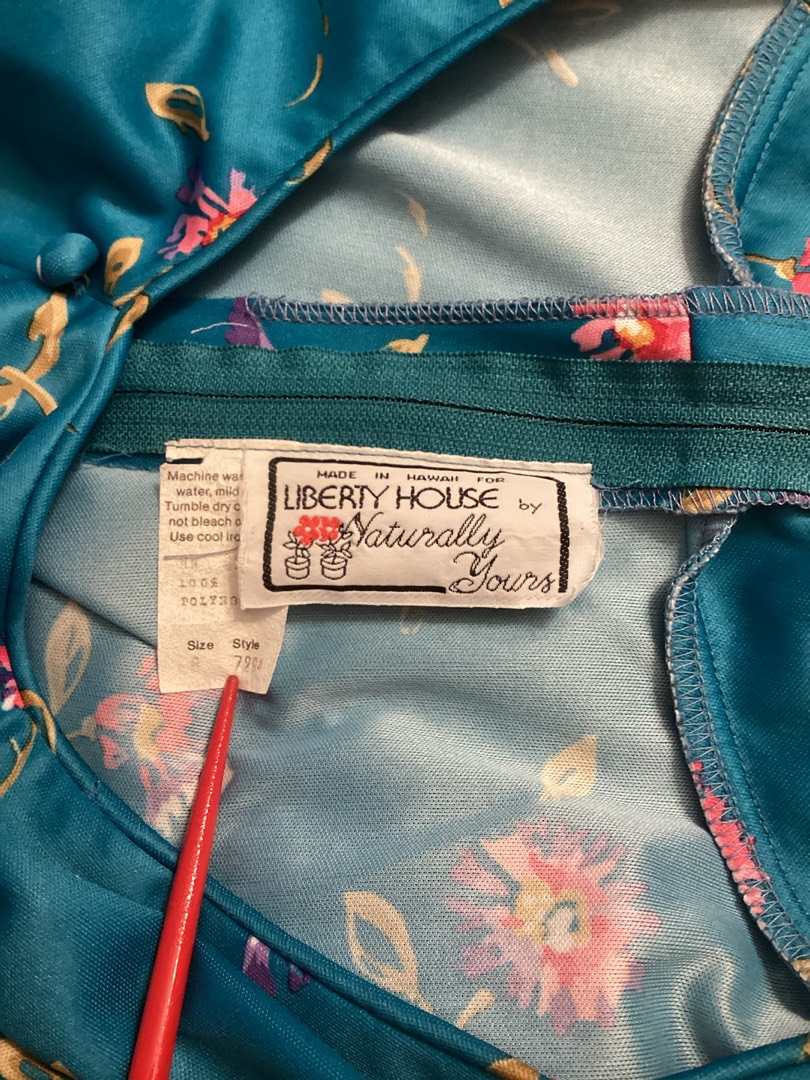 Machine was
water, mild
Tumble dry
not bleach
Use cool iro
100%
POLYES
Size Style
MADE IN HAWAII FOR
LIBERTY HOUSE by
Naturally
Yours